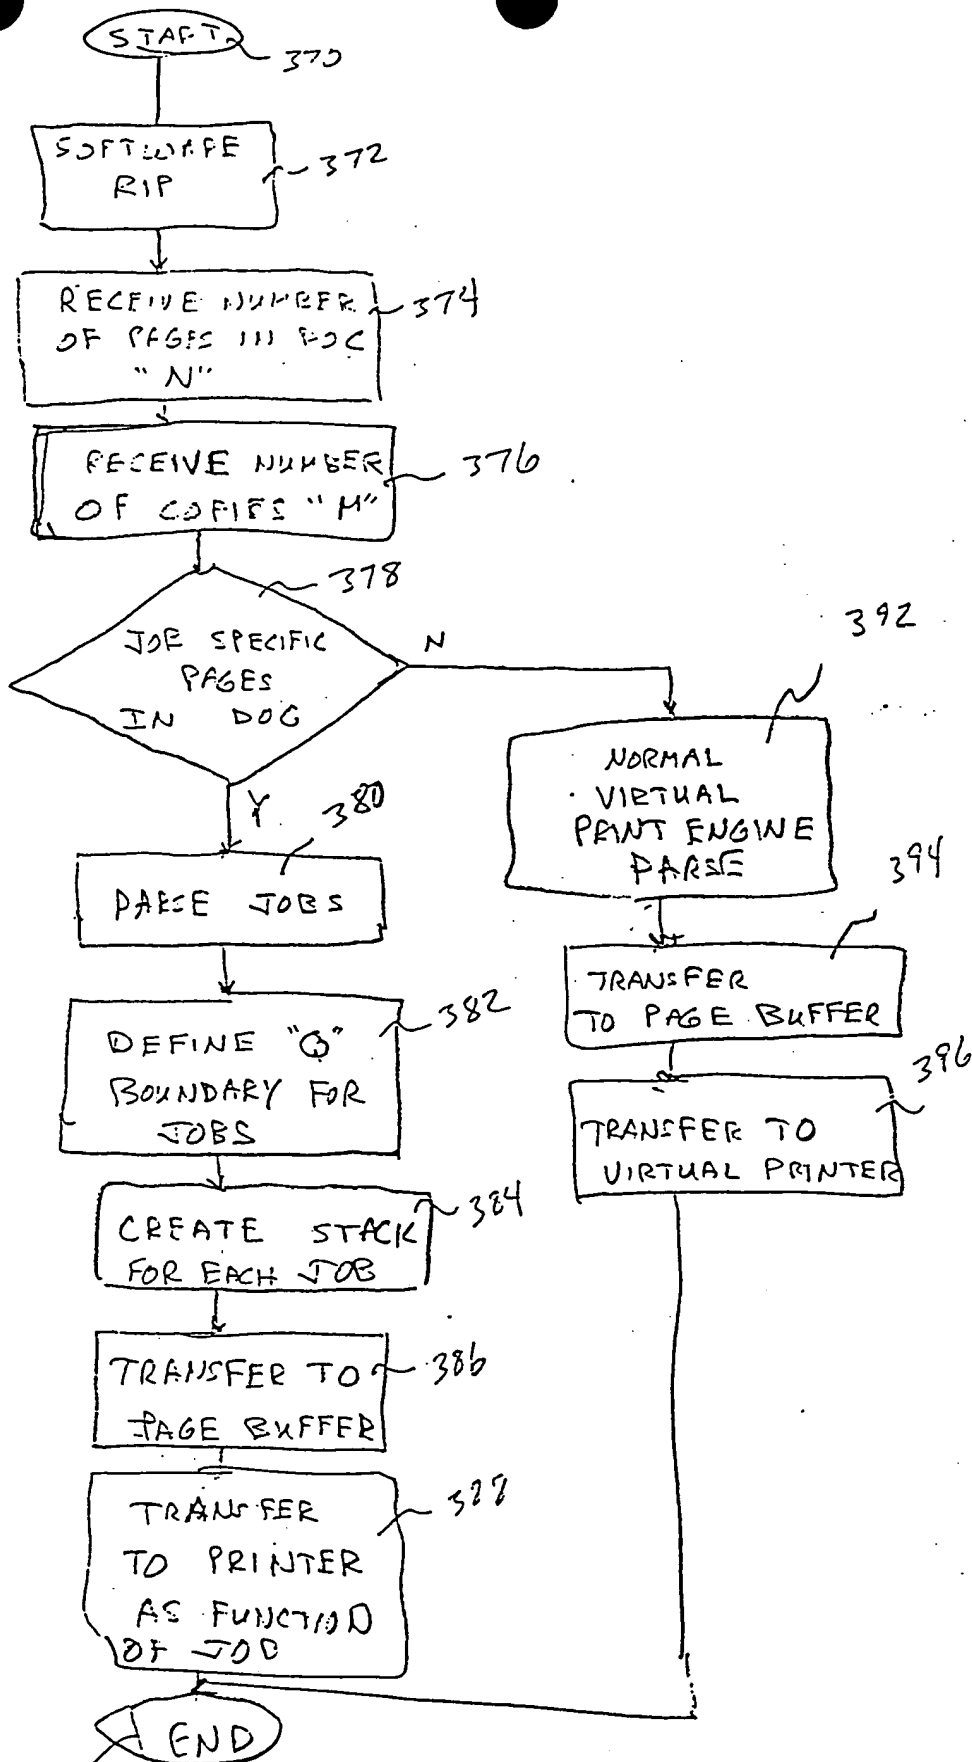 START
370
SOFTWARE
RIP
372
RECEIVE NUMBER
OF PAGES IN DOC
"N"
374
RECEIVE NUMBER
OF COPIES "M"
376
378
JOB SPECIFIC
PAGES
IN DOC
N
Y
380
PARSE JOBS
DEFINE "Q"
BOUNDARY FOR
JOBS
382
CREATE STACK
FOR EACH JOB
384
TRANSFER TO
PAGE BUFFER
386
TRANSFER
TO PRINTER
AS FUNCTION
OF JOB
388
END
392
NORMAL
VIRTUAL
PRINT ENGINE
PARSE
394
TRANSFER
TO PAGE BUFFER
396
TRANSFER TO
VIRTUAL PRINTER